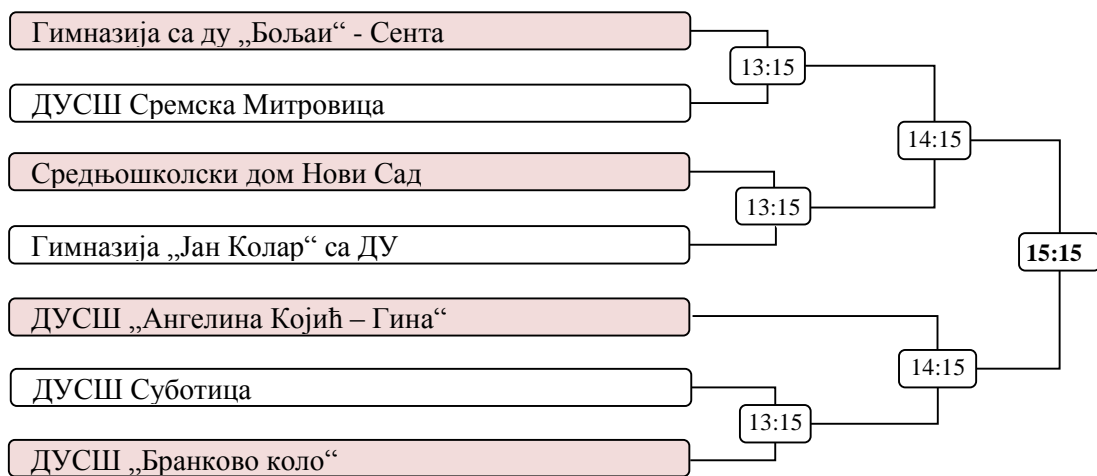 Гимназија са ду „Бољаи“ - Сента
13:15
ДУСШ Сремска Митровица
14:15
Средњошколски дом Нови Сад
13:15
Гимназија „Јан Колар“ са ДУ
15:15
ДУСШ „Ангелина Којић – Гина“
14:15
ДУСШ Суботица
13:15
ДУСШ „Бранково коло“